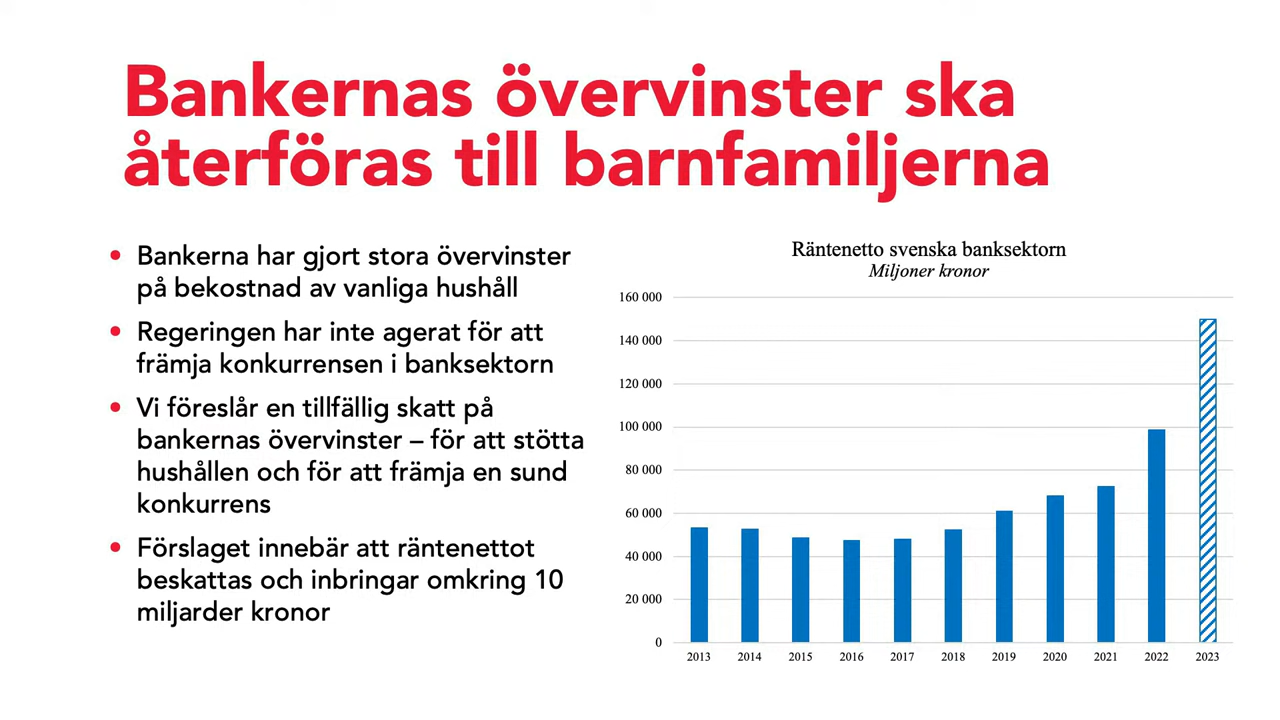 Bankernas övervinster ska
återföras till barnfamiljerna
• Bankerna har gjort stora övervinster
på bekostnad av vanliga hushåll
• Regeringen har inte agerat för att
främja konkurrensen i banksektorn
• Vi föreslår en tillfällig skatt på
bankernas övervinster – för att stötta
hushållen och för att främja en sund
konkurrens
• Förslaget innebär att räntenettot
beskattas och inbringar omkring 10
miljarder kronor
Räntenetto svenska banksektorn
Miljoner kronor
160 000
140 000
120 000
100 000
80 000
60 000
40 000
20 000
0
2013 2014 2015 2016 2017 2018 2019 2020 2021 2022 2023